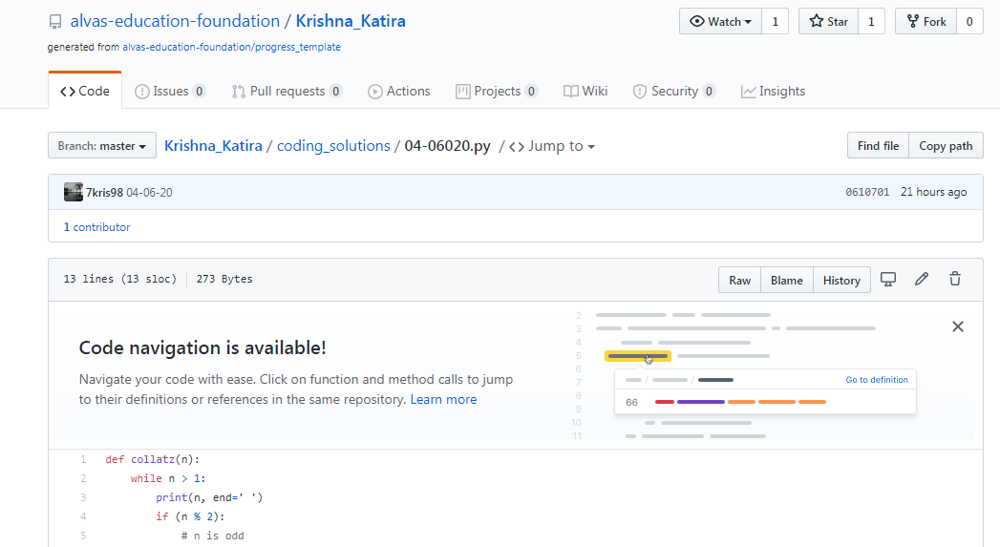 alvas-education-foundation / Krishna_Katira Watch 1 Star 1 Fork 0
generated from alvas-education-foundation/progress_template
Code Issues 0 Pull requests 0 Actions Projects 0 Wiki Security 0 Insights
Branch: master Krishna_Katira / coding_solutions / 04-06020.py / <> Jump to Find file Copy path
7kris98 04-06-20 0610701 21 hours ago
1 contributor
13 lines (13 sloc) 273 Bytes Raw Blame History
Code navigation is available!
Navigate your code with ease. Click on function and method calls to jump
to their definitions or references in the same repository. Learn more
2
3
4
5
6
7 / / Go to definition
8
9 66
10
11
1 def collatz(n):
2 while n > 1:
3 print(n, end=' ')
4 if (n % 2):
5 # n is odd